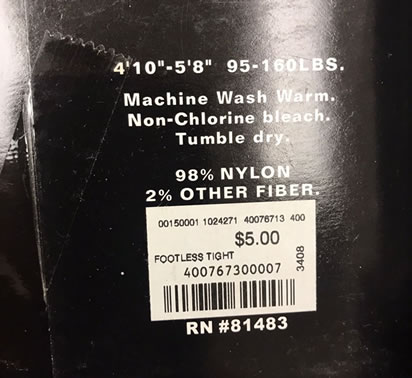 4'10"-5'8" 95-160LBS.
Machine Wash Warm.
Non-Chlorine bleach.
Tumble dry.
98% NYLON
2% OTHER FIBER.
00150001 1024271 40076713 400
$5.00
FOOTLESS TIGHT
400767300007
3408
RN #81483